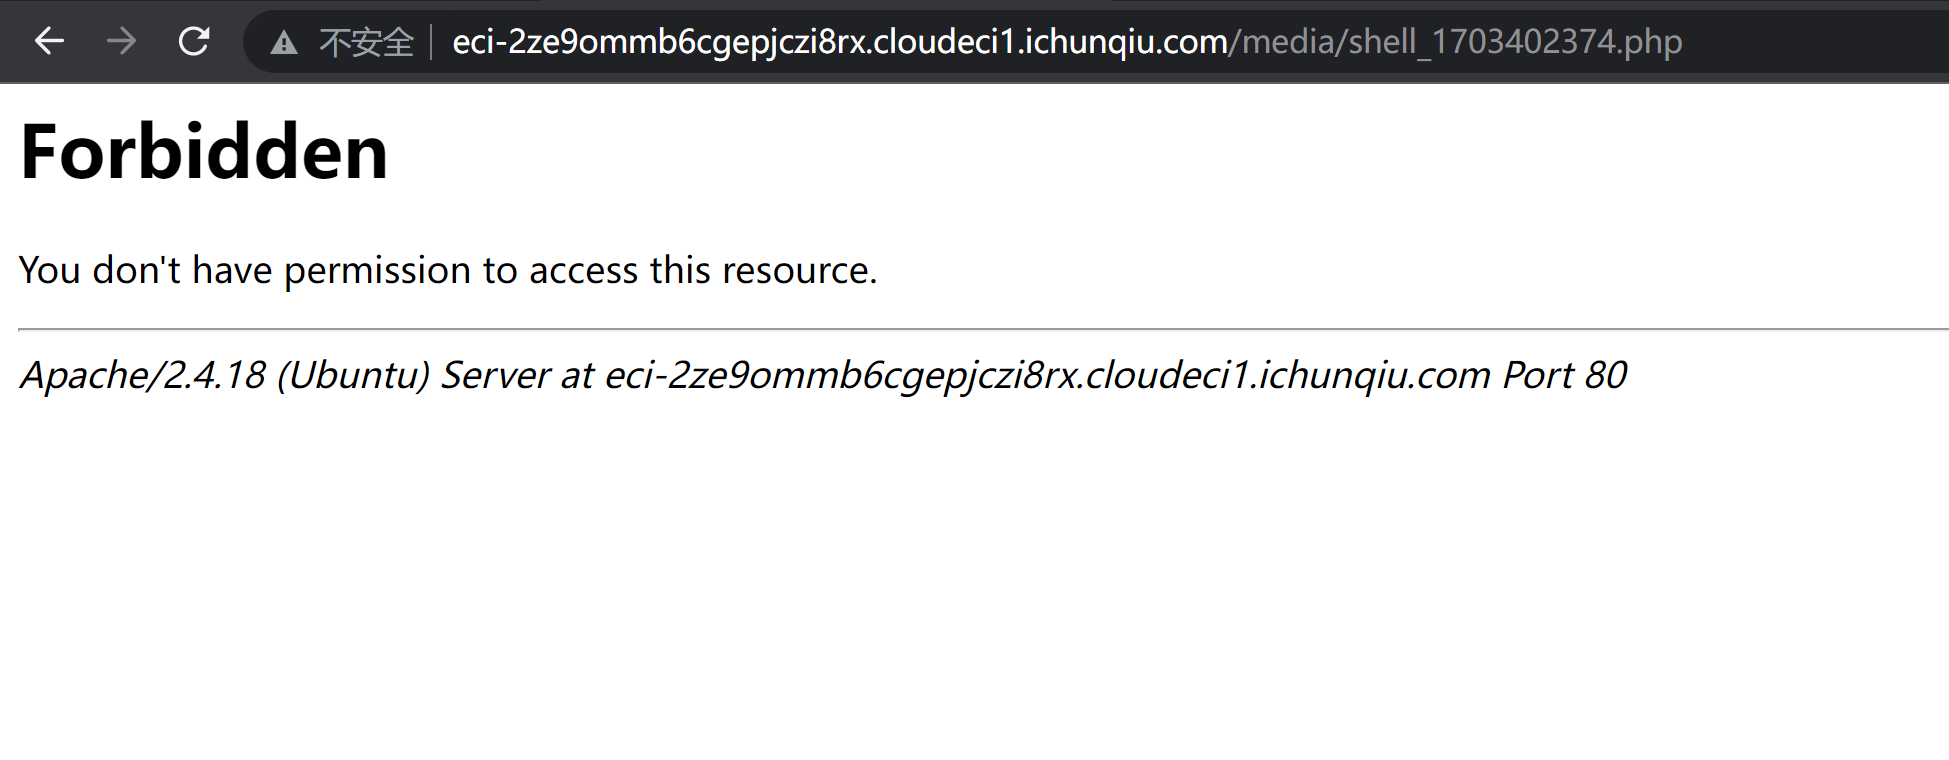 不安全 eci-2ze9ommb6cgepjczi8rx.cloudeci1.ichunqiu.com/media/shell_1703402374.php
Forbidden
You don't have permission to access this resource.
Apache/2.4.18 (Ubuntu) Server at eci-2ze9ommb6cgepjczi8rx.cloudeci1.ichunqiu.com Port 80